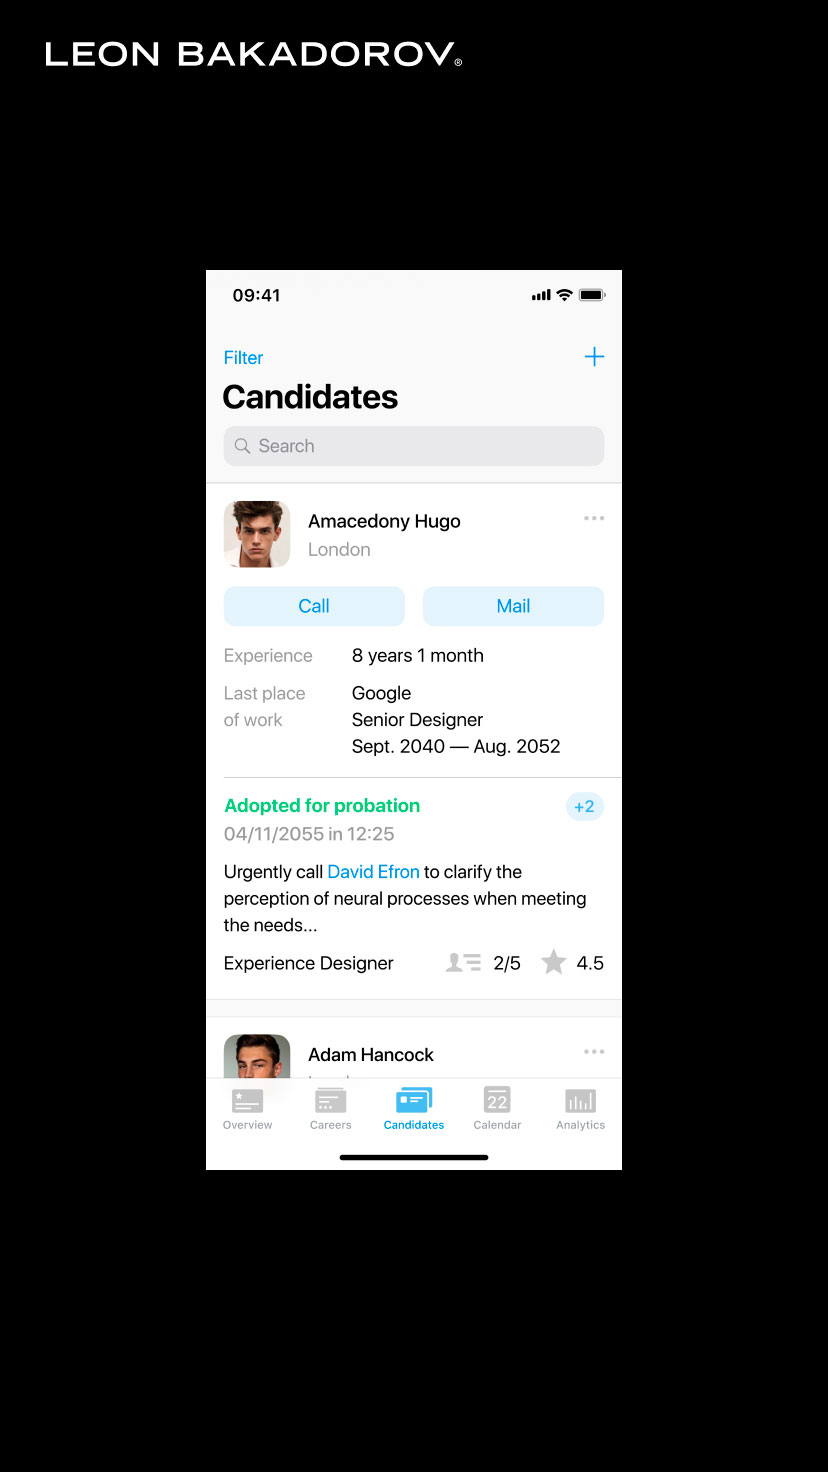 LEON BAKADOROV®
09:41
Filter
Candidates
Search
Amacedony Hugo
London
Call Mail
Experience 8 years 1 month
Last place Google
of work Senior Designer
Sept. 2040 — Aug. 2052
Adopted for probation +2
04/11/2055 in 12:25
Urgently call David Efron to clarify the
perception of neural processes when meeting
the needs...
Experience Designer 2/5 4.5
Adam Hancock
22
Overview Careers Candidates Calendar Analytics